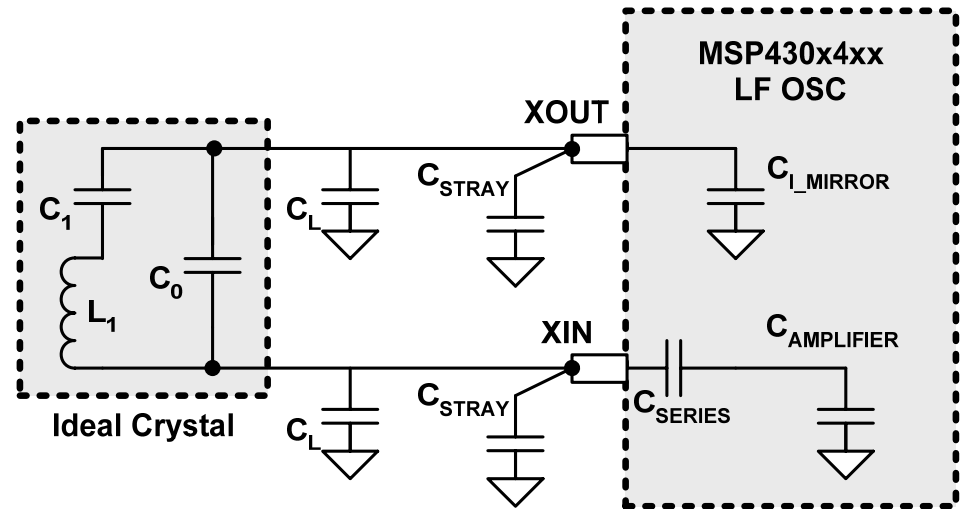 MSP430x4xx
LF OSC
XOUT
C1
L1
C0
CL
CSTRAY
CI_MIRROR
XIN
CL
CSTRAY
CSERIES
CAMPLIFIER
Ideal Crystal